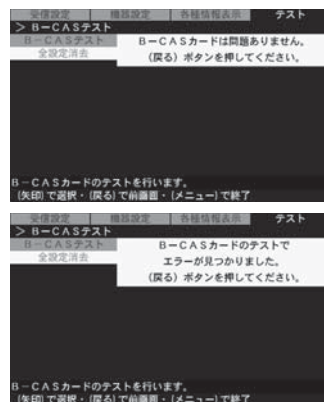 受信設定 機器設定 各種情報表示 テスト
> B-CASテスト
B-CASテスト
全設定消去
B-CASカードは問題ありません。
(戻る) ボタンを押してください。
B-CASカードのテストを行います。
(矢印) で選択・(戻る) で前画面・(メニュー) で終了
受信設定 機器設定 各種情報表示 テスト
> B-CASテスト
B-CASテスト
全設定消去
B-CASカードのテストで
エラーが見つかりました。
(戻る) ボタンを押してください。
B-CASカードのテストを行います。
(矢印) で選択・(戻る) で前画面・(メニュー) で終了